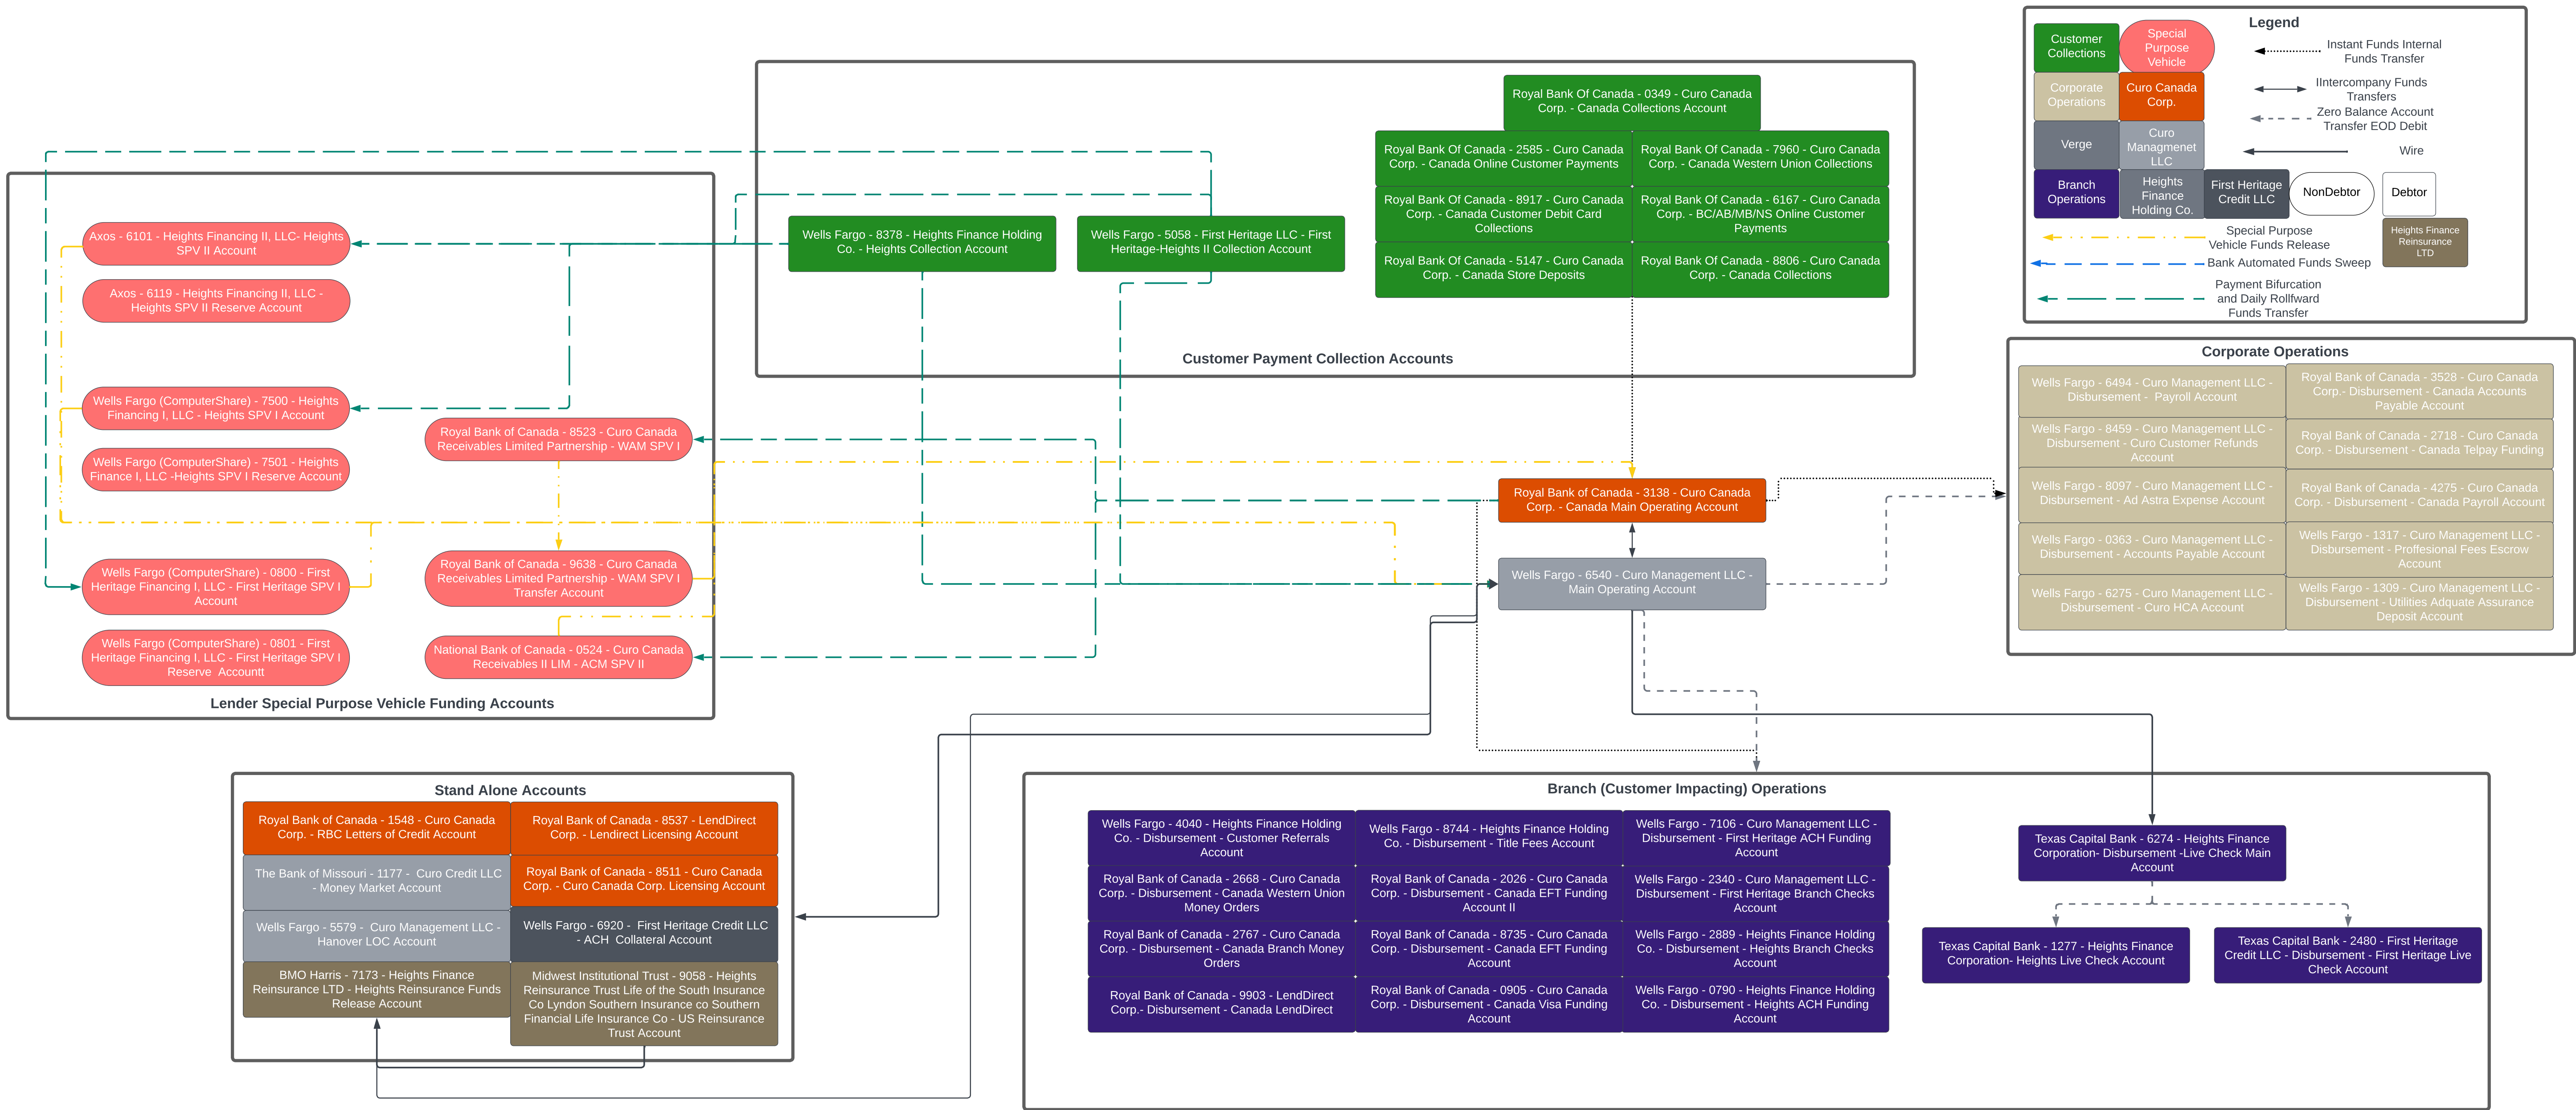 Legend
Customer
Collections
Special
Purpose
Vehicle
Instant Funds Internal
Funds Transfer
Corporate
Operations
Curo Canada
Corp.
IIntercompany Funds
Transfers
Zero Balance Account
Transfer EOD Debit
Verge
Curo
Managmenet
LLC
Wire
Branch
Operations
Heights
Finance
Holding Co.
First Heritage
Credit LLC
NonDebtor
Debtor
Special Purpose
Vehicle Funds Release
Heights Finance
Reinsurance
LTD
Bank Automated Funds Sweep
Payment Bifurcation
and Daily Rollfward
Funds Transfer
Royal Bank Of Canada - 0349 - Curo Canada
Corp. - Canada Collections Account
Royal Bank Of Canada - 2585 - Curo Canada
Corp. - Canada Online Customer Payments
Royal Bank Of Canada - 7960 - Curo Canada
Corp. - Canada Western Union Collections
Royal Bank Of Canada - 8917 - Curo Canada
Corp. - Canada Customer Debit Card
Collections
Royal Bank Of Canada - 6167 - Curo Canada
Corp. - BC/AB/MB/NS Online Customer
Payments
Royal Bank Of Canada - 5147 - Curo Canada
Corp. - Canada Store Deposits
Royal Bank Of Canada - 8806 - Curo Canada
Corp. - Canada Collections
Wells Fargo - 8378 - Heights Finance Holding
Co. - Heights Collection Account
Wells Fargo - 5058 - First Heritage LLC - First
Heritage-Heights II Collection Account
Customer Payment Collection Accounts
Axos - 6101 - Heights Financing II, LLC- Heights
SPV II Account
Axos - 6119 - Heights Financing II, LLC -
Heights SPV II Reserve Account
Wells Fargo (ComputerShare) - 7500 - Heights
Financing I, LLC - Heights SPV I Account
Wells Fargo (ComputerShare) - 7501 - Heights
Finance I, LLC -Heights SPV I Reserve Account
Royal Bank of Canada - 8523 - Curo Canada
Receivables Limited Partnership - WAM SPV I
Wells Fargo (ComputerShare) - 0800 - First
Heritage Financing I, LLC - First Heritage SPV I
Account
Royal Bank of Canada - 9638 - Curo Canada
Receivables Limited Partnership - WAM SPV I
Transfer Account
Wells Fargo (ComputerShare) - 0801 - First
Heritage Financing I, LLC - First Heritage SPV I
Reserve  Accountt
National Bank of Canada - 0524 - Curo Canada
Receivables II LIM - ACM SPV II
Lender Special Purpose Vehicle Funding Accounts
Royal Bank of Canada - 3138 - Curo Canada
Corp. - Canada Main Operating Account
Wells Fargo - 6540 - Curo Management LLC -
Main Operating Account
Corporate Operations
Wells Fargo - 6494 - Curo Management LLC -
Disbursement -  Payroll Account
Royal Bank of Canada - 3528 - Curo Canada
Corp.- Disbursement - Canada Accounts
Payable Account
Wells Fargo - 8459 - Curo Management LLC -
Disbursement - Curo Customer Refunds
Account
Royal Bank of Canada - 2718 - Curo Canada
Corp. - Disbursement - Canada Telpay Funding
Wells Fargo - 8097 - Curo Management LLC -
Disbursement - Ad Astra Expense Account
Royal Bank of Canada - 4275 - Curo Canada
Corp. - Disbursement - Canada Payroll Account
Wells Fargo - 0363 - Curo Management LLC -
Disbursement - Accounts Payable Account
Wells Fargo - 1317 - Curo Management LLC -
Disbursement - Proffesional Fees Escrow
Account
Wells Fargo - 6275 - Curo Management LLC -
Disbursement - Curo HCA Account
Wells Fargo - 1309 - Curo Management LLC -
Disbursement - Utilities Adquate Assurance
Deposit Account
Stand Alone Accounts
Royal Bank of Canada - 1548 - Curo Canada
Corp. - RBC Letters of Credit Account
Royal Bank of Canada - 8537 - LendDirect
Corp. - Lendirect Licensing Account
The Bank of Missouri - 1177 -  Curo Credit LLC
- Money Market Account
Royal Bank of Canada - 8511 - Curo Canada
Corp. - Curo Canada Corp. Licensing Account
Wells Fargo - 5579 -  Curo Management LLC -
Hanover LOC Account
Wells Fargo - 6920 -  First Heritage Credit LLC
- ACH  Collateral Account
BMO Harris - 7173 - Heights Finance
Reinsurance LTD - Heights Reinsurance Funds
Release Account
Midwest Institutional Trust - 9058 - Heights
Reinsurance Trust Life of the South Insurance
Co Lyndon Southern Insurance co Southern
Financial Life Insurance Co - US Reinsurance
Trust Account
Branch (Customer Impacting) Operations
Wells Fargo - 4040 - Heights Finance Holding
Co. - Disbursement - Customer Referrals
Account
Wells Fargo - 8744 - Heights Finance Holding
Co. - Disbursement - Title Fees Account
Wells Fargo - 7106 - Curo Management LLC -
Disbursement - First Heritage ACH Funding
Account
Royal Bank of Canada - 2668 - Curo Canada
Corp. - Disbursement - Canada Western Union
Money Orders
Royal Bank of Canada - 2026 - Curo Canada
Corp. - Disbursement - Canada EFT Funding
Account II
Wells Fargo - 2340 - Curo Management LLC -
Disbursement - First Heritage Branch Checks
Account
Royal Bank of Canada - 2767 - Curo Canada
Corp. - Disbursement - Canada Branch Money
Orders
Royal Bank of Canada - 8735 - Curo Canada
Corp. - Disbursement - Canada EFT Funding
Account
Wells Fargo - 2889 - Heights Finance Holding
Co. - Disbursement - Heights Branch Checks
Account
Royal Bank of Canada - 9903 - LendDirect
Corp.- Disbursement - Canada LendDirect
Royal Bank of Canada - 0905 - Curo Canada
Corp. - Disbursement - Canada Visa Funding
Account
Wells Fargo - 0790 - Heights Finance Holding
Co. - Disbursement - Heights ACH Funding
Account
Texas Capital Bank - 6274 - Heights Finance
Corporation- Disbursement -Live Check Main
Account
Texas Capital Bank - 1277 - Heights Finance
Corporation- Heights Live Check Account
Texas Capital Bank - 2480 - First Heritage
Credit LLC - Disbursement - First Heritage Live
Check Account